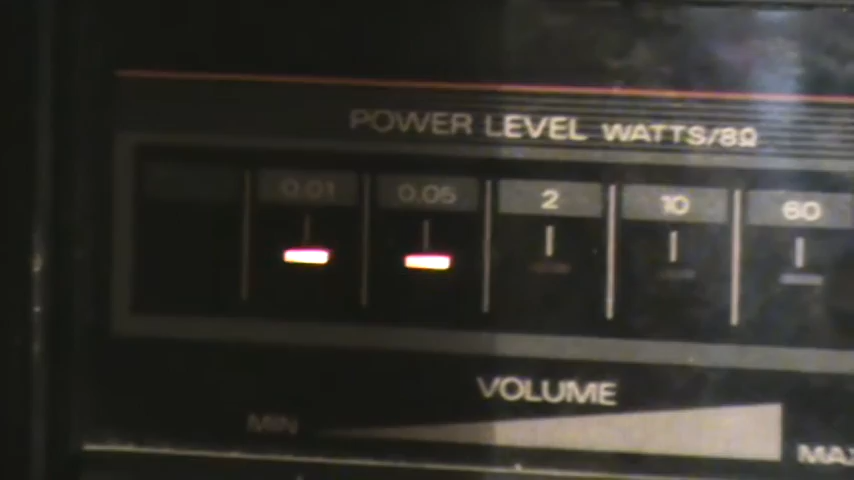 POWER LEVEL WATTS/8Ω
0.01 0.05 2 10 60
VOLUME
MIN
MAX